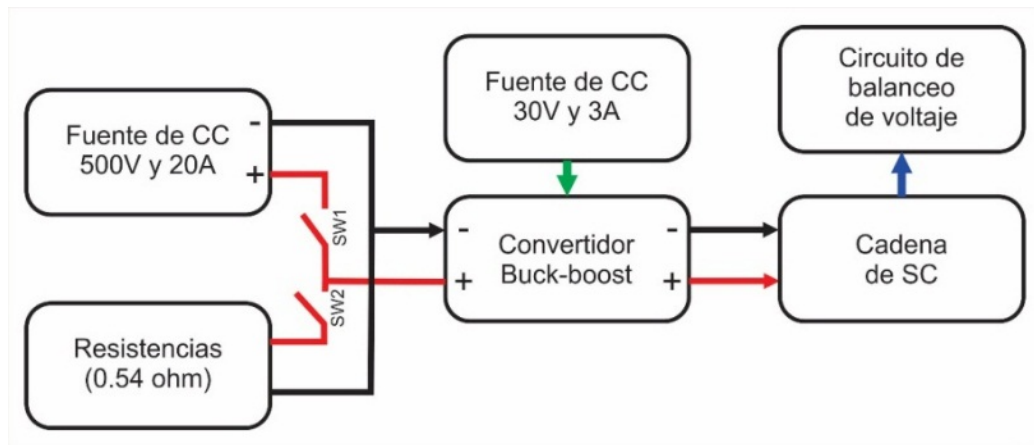 Fuente de CC
500V y 20A
-
+
SW1
SW2
Resistencias
(0.54 ohm)
Fuente de CC
30V y 3A
-
+
Convertidor
Buck-boost
-
+
Circuito de
balanceo
de voltaje
Cadena
de SC